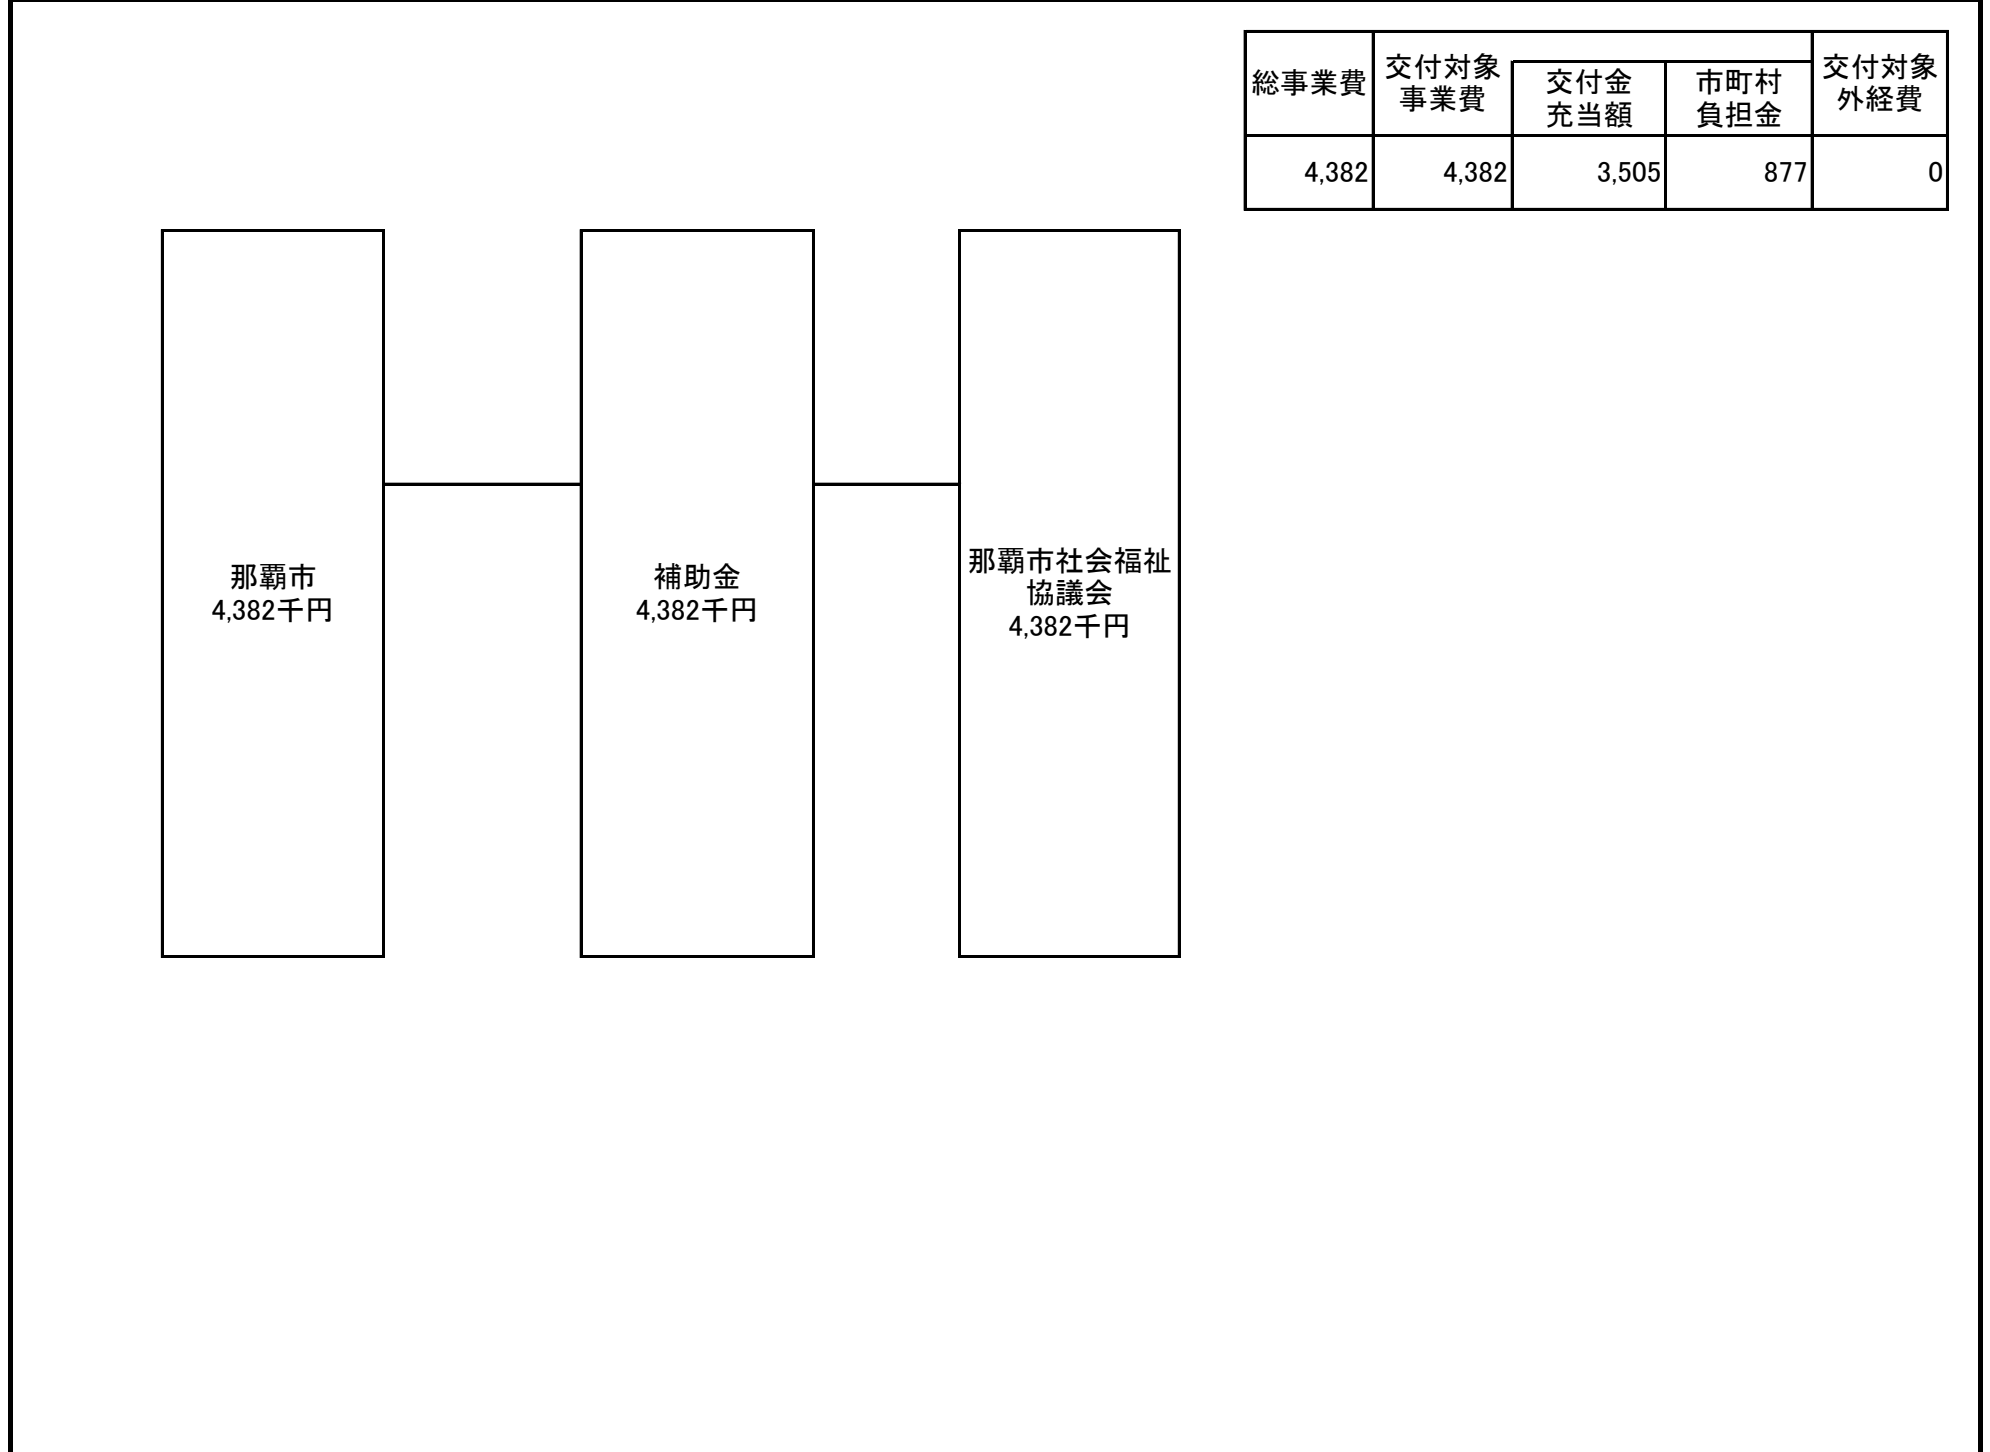 総事業費
交付対象
事業費
交付金
充当額
市町村
負担金
交付対象
外経費
4,382
4,382
3,505
877
0
那覇市
4,382千円
補助金
4,382千円
那覇市社会福祉
協議会
4,382千円